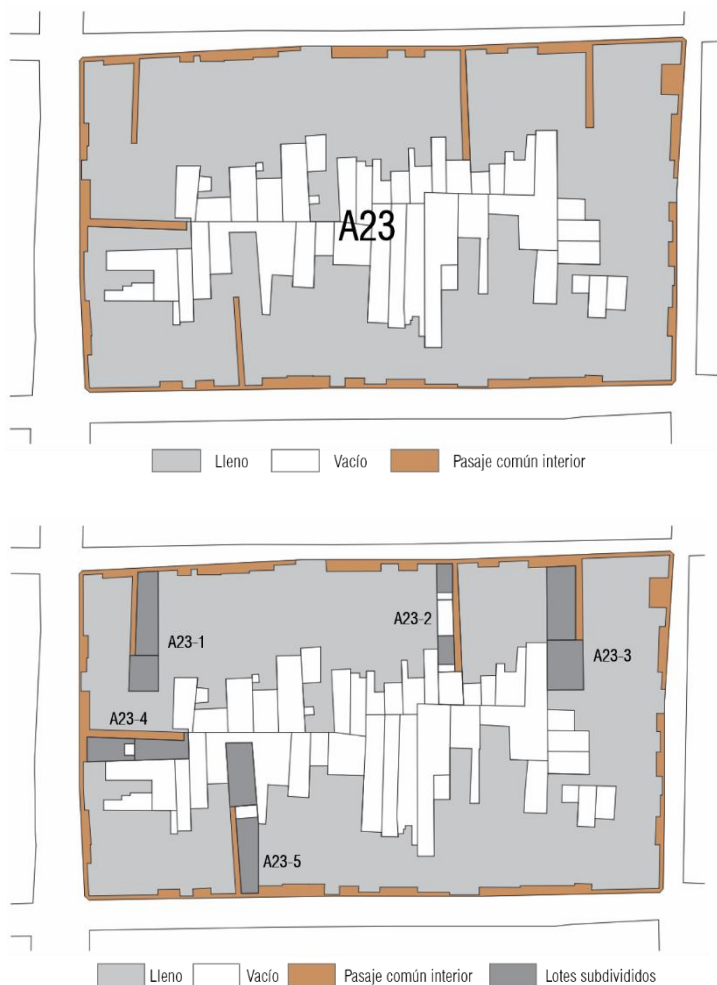 A23
Lleno Vacío Pasaje común interior
A23-1
A23-2
A23-3
A23-4
A23-5
Lleno Vacío Pasaje común interior Lotes subdivididos